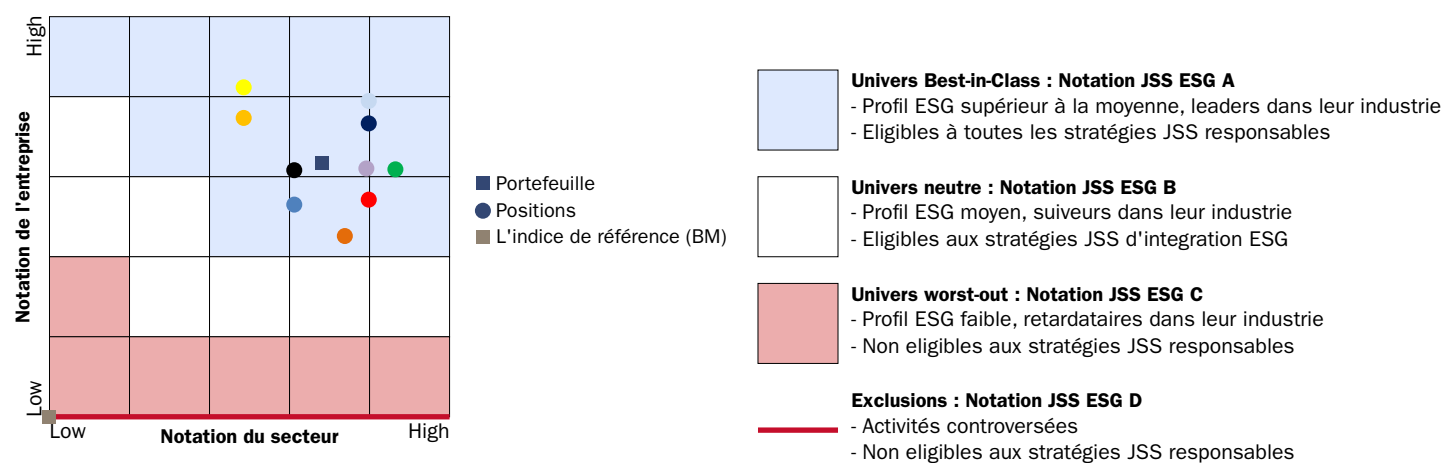 High
Notation de l'entreprise
Low
Low
Notation du secteur
High
Portefeuille
Positions
L'indice de référence (BM)
Univers Best-in-Class : Notation JSS ESG A
- Profil ESG supérieur à la moyenne, leaders dans leur industrie
- Eligibles à toutes les stratégies JSS responsables
Univers neutre : Notation JSS ESG B
- Profil ESG moyen, suiveurs dans leur industrie
- Eligibles aux stratégies JSS d'integration ESG
Univers worst-out : Notation JSS ESG C
- Profil ESG faible, retardataires dans leur industrie
- Non eligibles aux stratégies JSS responsables
Exclusions : Notation JSS ESG D
- Activités controversées
- Non eligibles aux stratégies JSS responsables